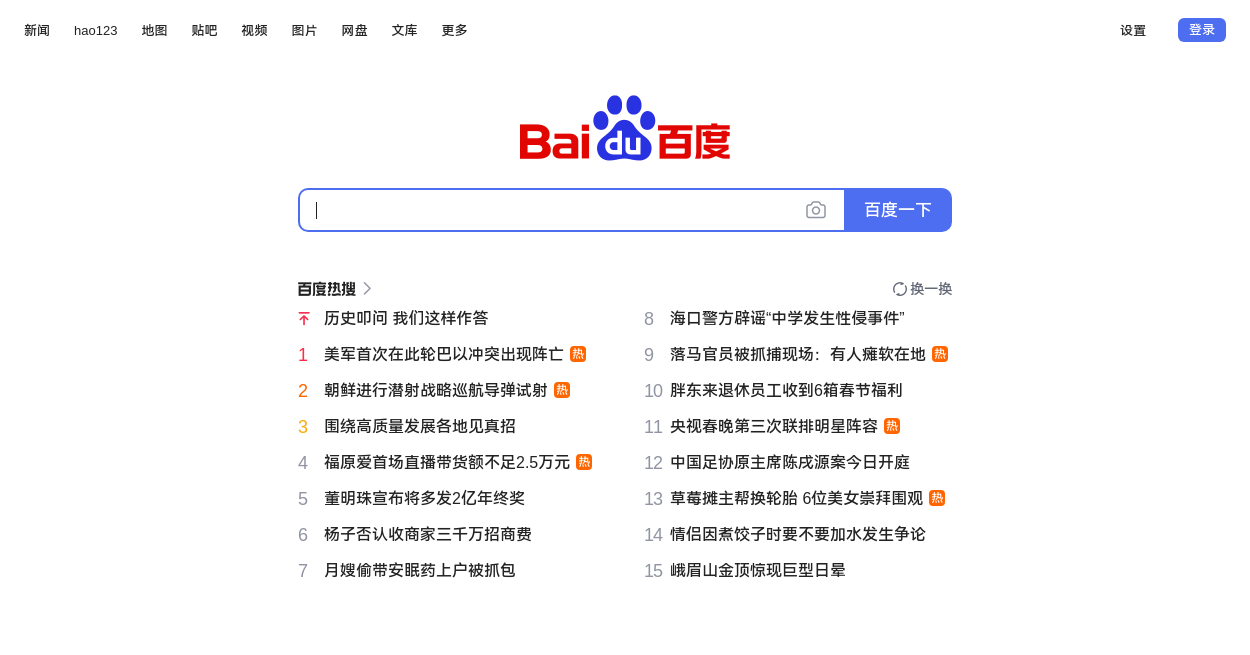 新闻 hao123 地图 贴吧 视频 图片 网盘 文库 更多 设置 登录
Bai du 百度
百度一下
百度热搜 换一换
历史叩问 我们这样作答
1 美军首次在此轮巴以冲突出现阵亡 热
2 朝鲜进行潜射战略巡航导弹试射 热
3 围绕高质量发展各地见真招
4 福原爱首场直播带货额不足2.5万元 热
5 董明珠宣布将多发2亿年终奖
6 杨子否认收商家三千万招商费
7 月嫂偷带安眠药上户被抓包
8 海口警方辟谣“中学发生性侵事件”
9 落马官员被抓捕现场：有人瘫软在地 热
10 胖东来退休员工收到6箱春节福利
11 央视春晚第三次联排明星阵容 热
12 中国足协原主席陈戌源案今日开庭
13 草莓摊主帮换轮胎 6位美女崇拜围观 热
14 情侣因煮饺子时要不要加水发生争论
15 峨眉山金顶惊现巨型日晕